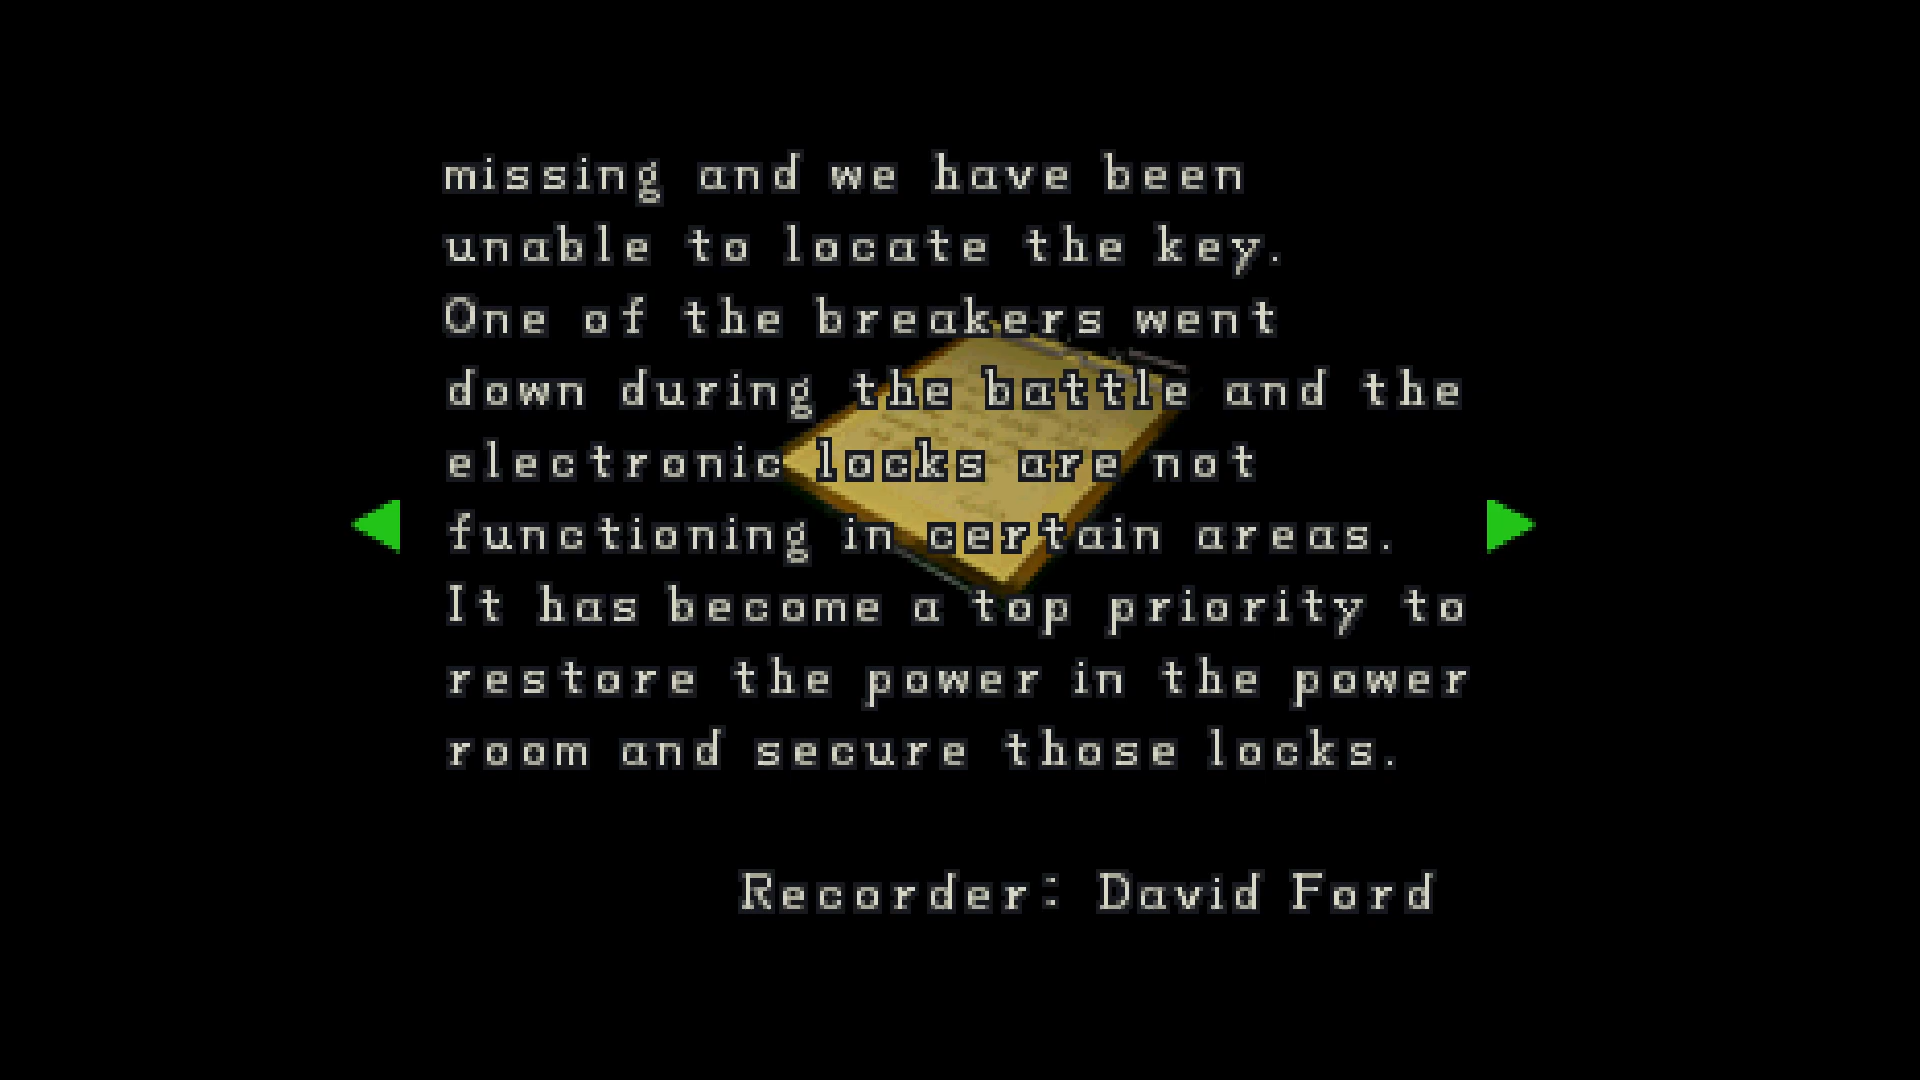 missing and we have been
unable to locate the key.
One of the breakers went
down during the battle and the
electronic locks are not
functioning in certain areas.
It has become a top priority to
restore the power in the power
room and secure those locks.
Recorder: David Ford